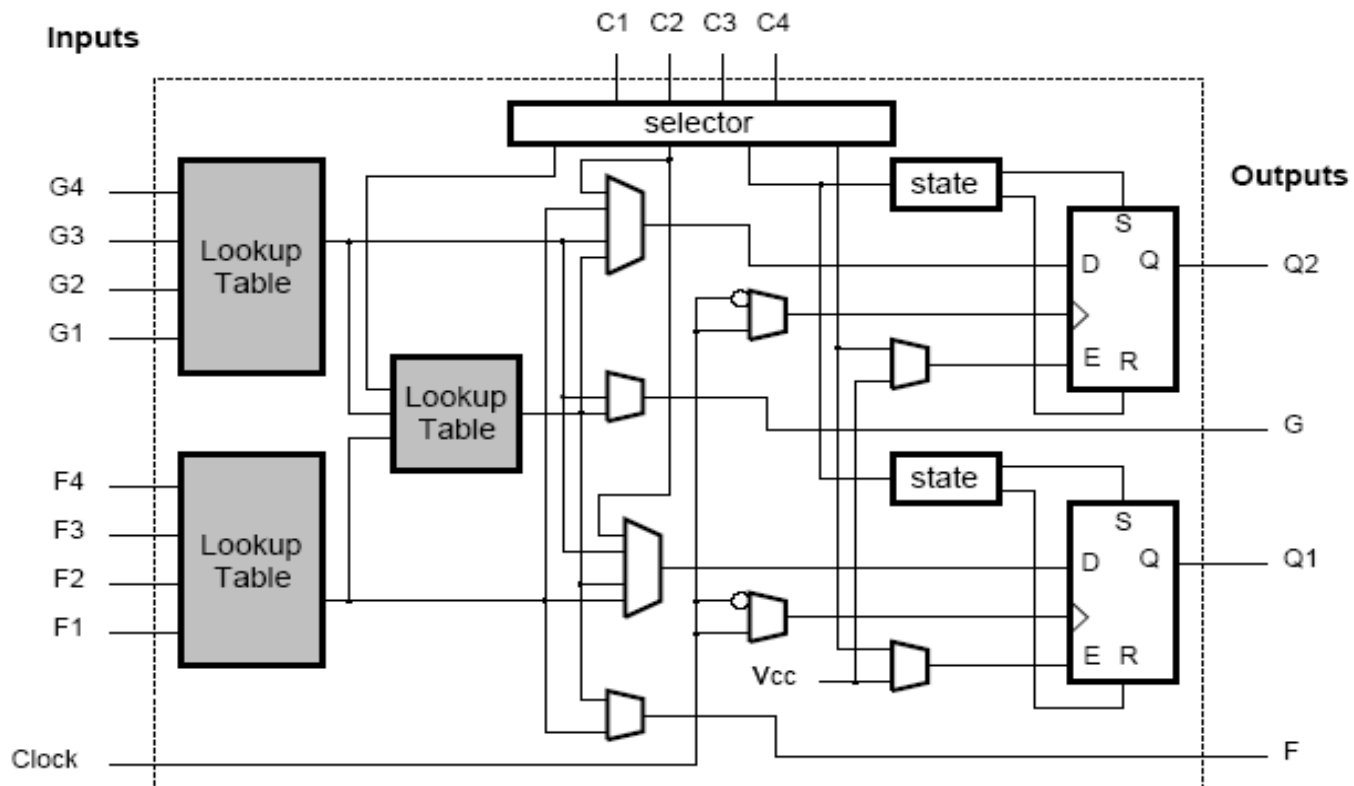 Inputs
C1 C2 C3 C4
selector
G4
G3
G2
G1
Lookup
Table
state
Outputs
S
D Q
E R
Q2
Lookup
Table
G
F4
F3
F2
F1
Lookup
Table
state
S
D Q
E R
Q1
Vcc
Clock
F